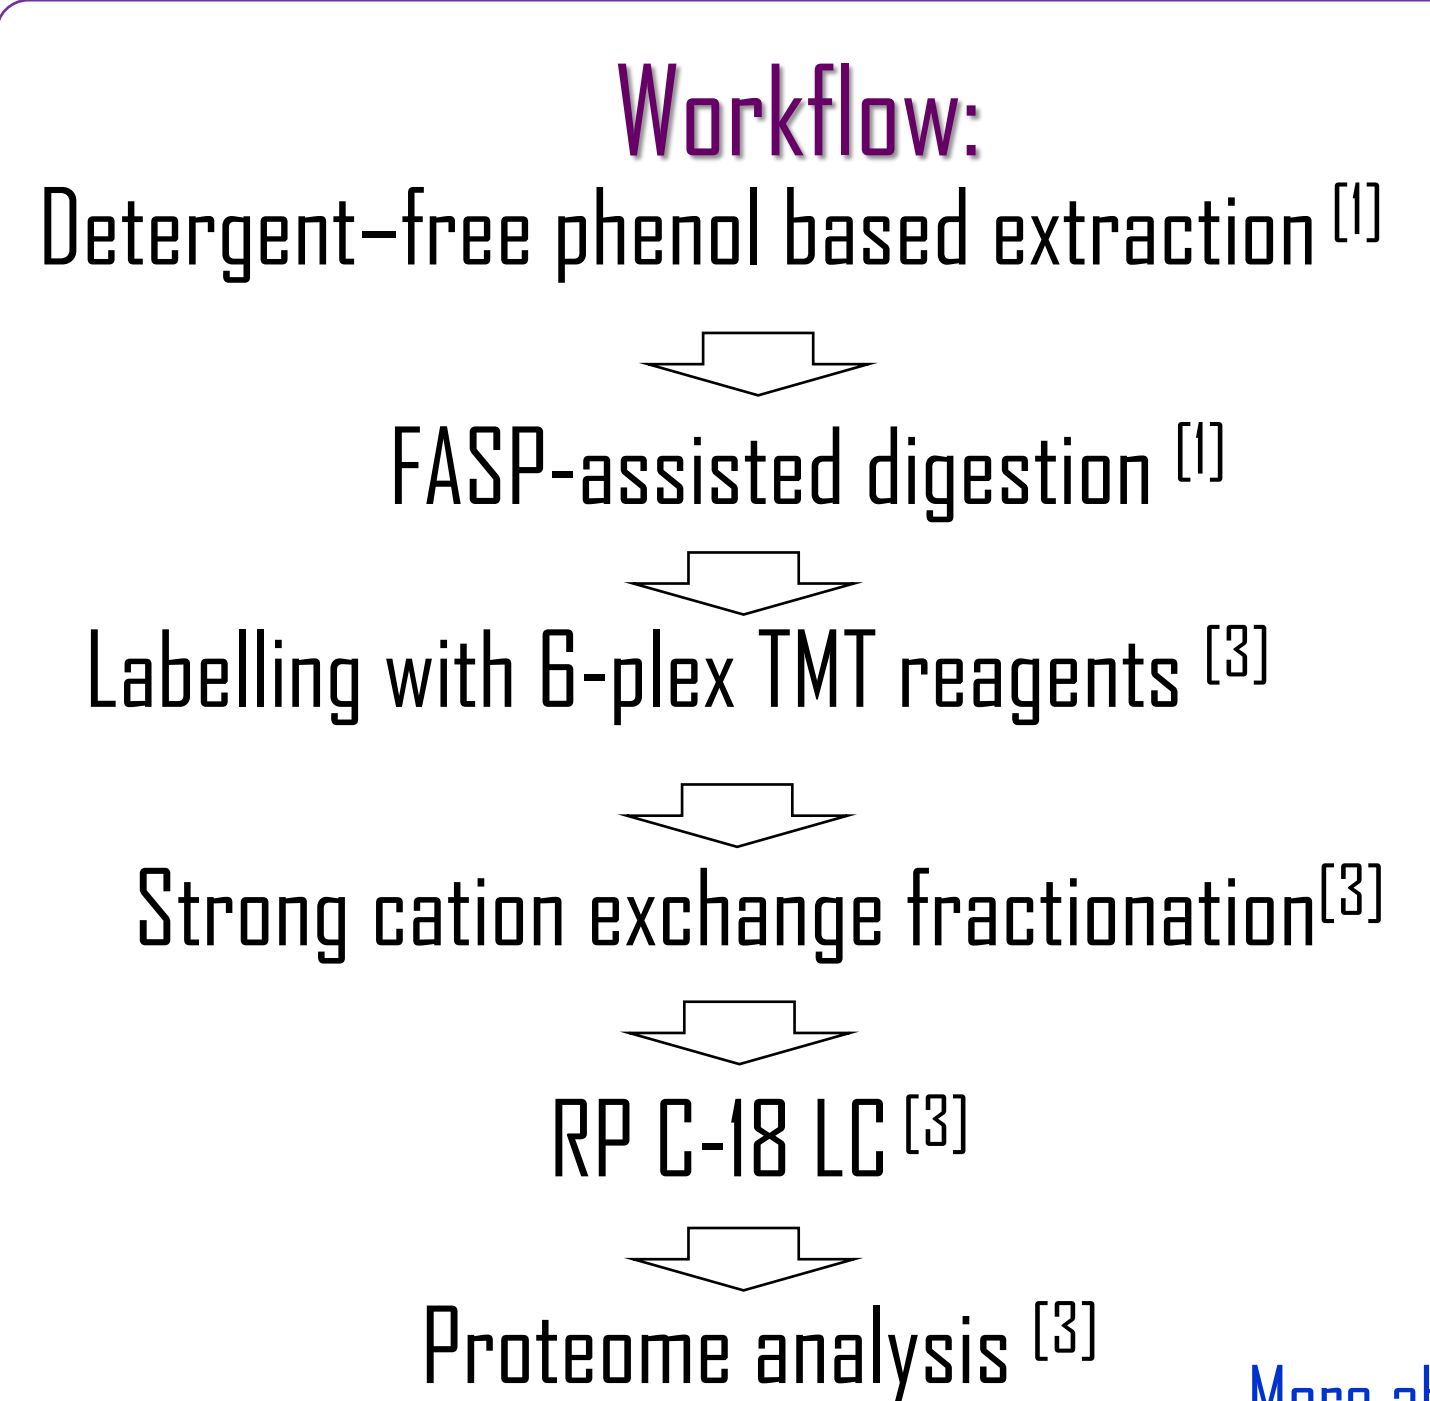 Workflow:
Detergent-free phenol based extraction [1]
FASP-assisted digestion [1]
Labelling with 6-plex TMT reagents [3]
Strong cation exchange fractionation[3]
RP C-18 LC [3]
Proteome analysis [3]
More